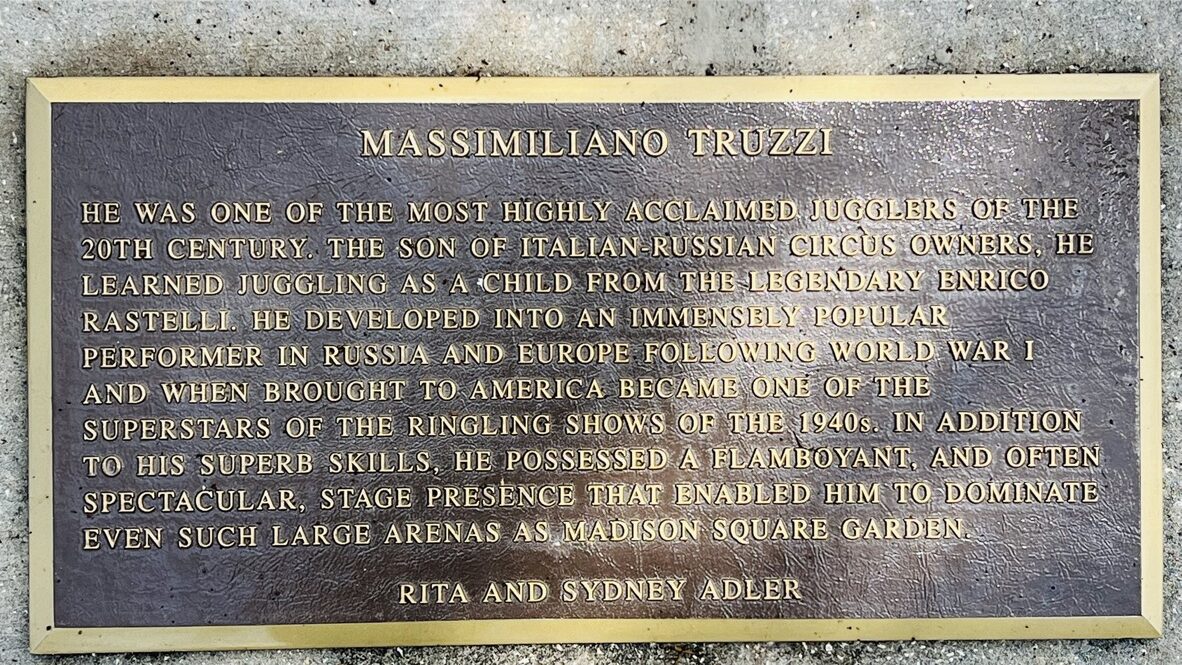 MASSIMILIANO TRUZZI
HE WAS ONE OF THE MOST HIGHLY ACCLAIMED JUGGLERS OF THE
20TH CENTURY. THE SON OF ITALIAN-RUSSIAN CIRCUS OWNERS, HE
LEARNED JUGGLING AS A CHILD FROM THE LEGENDARY ENRICO
RASTELLI. HE DEVELOPED INTO AN IMMENSELY POPULAR
PERFORMER IN RUSSIA AND EUROPE FOLLOWING WORLD WAR I
AND WHEN BROUGHT TO AMERICA BECAME ONE OF THE
SUPERSTARS OF THE RINGLING SHOWS OF THE 1940s. IN ADDITION
TO HIS SUPERB SKILLS, HE POSSESSED A FLAMBOYANT, AND OFTEN
SPECTACULAR, STAGE PRESENCE THAT ENABLED HIM TO DOMINATE
EVEN SUCH LARGE ARENAS AS MADISON SQUARE GARDEN.
RITA AND SYDNEY ADLER